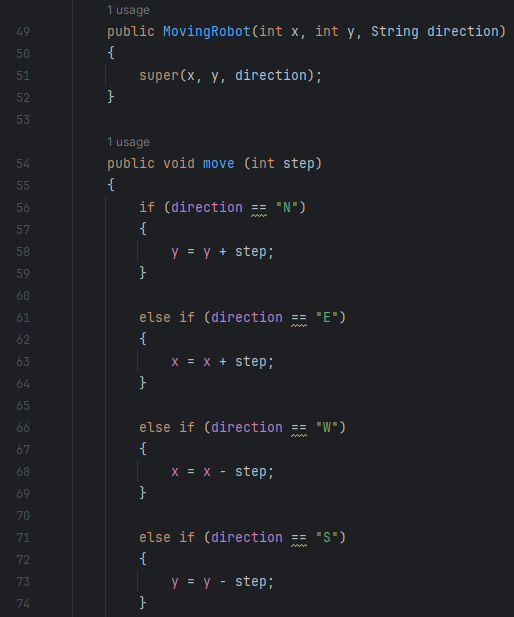 1 usage
49 public MovingRobot(int x, int y, String direction)
50 {
51 super(x, y, direction);
52 }
53
1 usage
54 public void move (int step)
55 {
56 if (direction == "N")
57 {
58 y = y + step;
59 }
60
61 else if (direction == "E")
62 {
63 x = x + step;
64 }
65
66 else if (direction == "W")
67 {
68 x = x - step;
69 }
70
71 else if (direction == "S")
72 {
73 y = y - step;
74 }